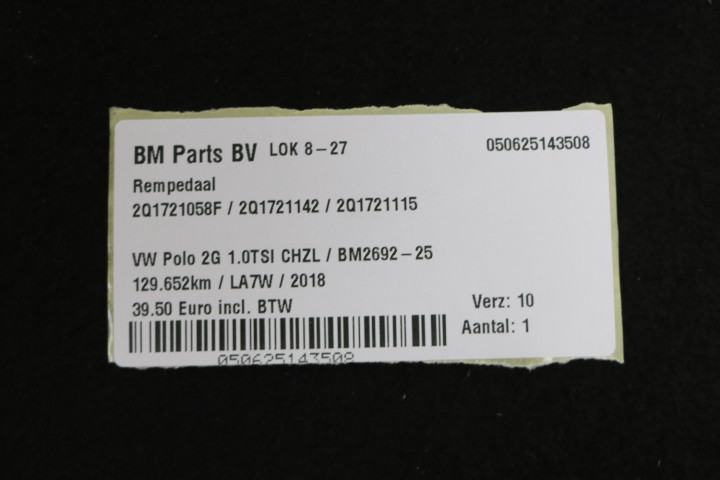 BM Parts BV LOK 8-27 050625143508
Rempedaal
2Q1721058F / 2Q1721142 / 2Q1721115
VW Polo 2G 1.0TSI CHZL / BM2692-25
129.652km / LA7W / 2018
39.50 Euro incl. BTW Verz: 10
Aantal: 1
050625143508